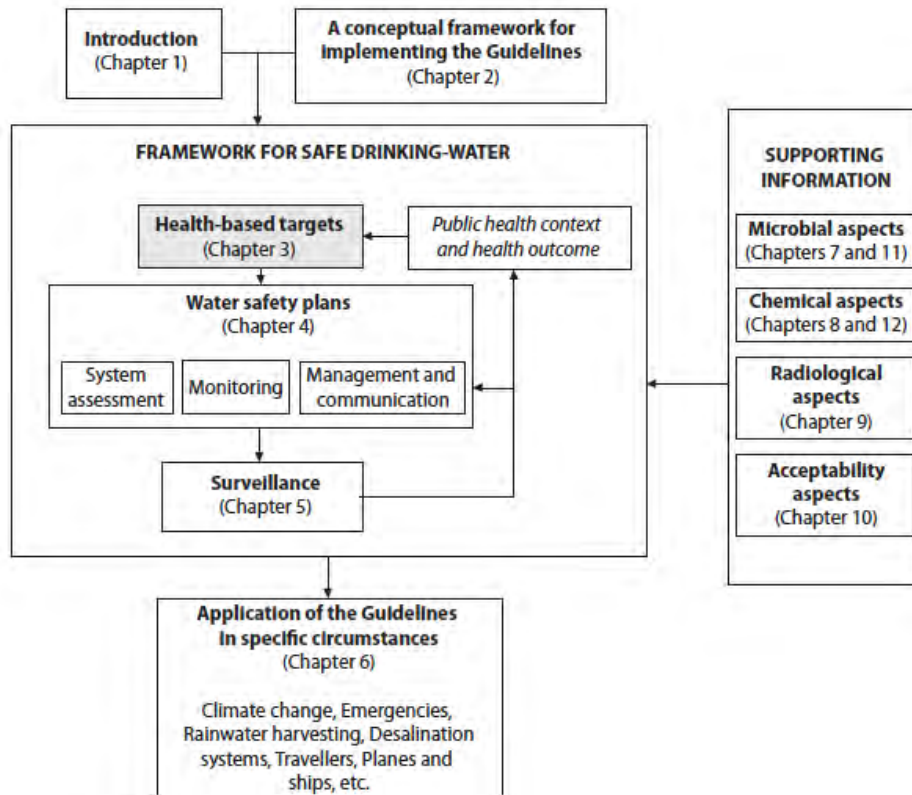 Introduction
(Chapter 1)
A conceptual framework for
implementing the Guidelines
(Chapter 2)
FRAMEWORK FOR SAFE DRINKING-WATER
Health-based targets
(Chapter 3)
Public health context
and health outcome
Water safety plans
(Chapter 4)
System
assessment
Monitoring
Management and
communication
Surveillance
(Chapter 5)
SUPPORTING
INFORMATION
Microbial aspects
(Chapters 7 and 11)
Chemical aspects
(Chapters 8 and 12)
Radiological
aspects
(Chapter 9)
Acceptability
aspects
(Chapter 10)
Application of the Guidelines
in specific circumstances
(Chapter 6)
Climate change, Emergencies,
Rainwater harvesting, Desalination
systems, Travellers, Planes and
ships, etc.